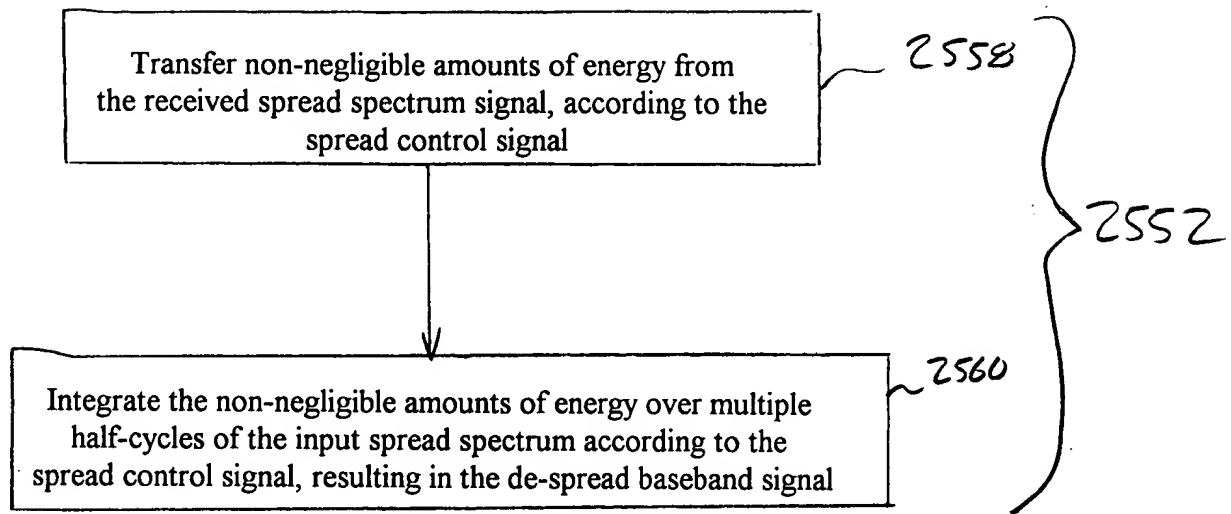 Transfer non-negligible amounts of energy from
the received spread spectrum signal, according to the
spread control signal
2558
2552
Integrate the non-negligible amounts of energy over multiple
half-cycles of the input spread spectrum according to the
spread control signal, resulting in the de-spread baseband signal
2560